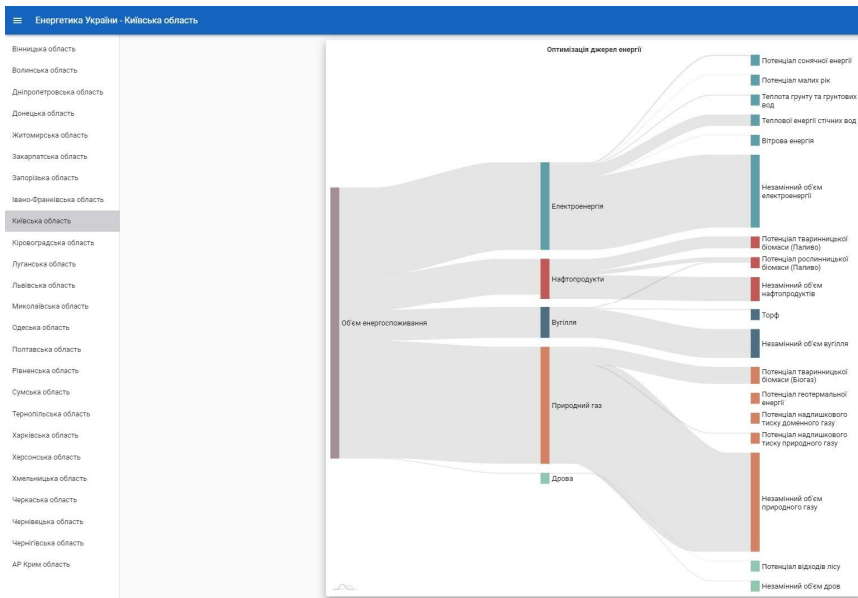 Енергетика України - Київська область
Вінницька область
Волинська область
Дніпропетровська область
Донецька область
Житомирська область
Закарпатська область
Запорізька область
Івано-Франківська область
Київська область
Кіровоградська область
Луганська область
Львівська область
Миколаївська область
Одеська область
Полтавська область
Рівненська область
Сумська область
Тернопільська область
Харківська область
Херсонська область
Хмельницька область
Черкаська область
Чернівецька область
Чернігівська область
АР Крим область
Оптимізація джерел енергії
Об'єм енергоспоживання
Електроенергія
Нафтопродукти
Вугілля
Природний газ
Дрова
Потенціал сонячної енергії
Потенціал малих рік
Теплота грунту та грунтових
вод
Теплової енергії стічних вод
Вітрова енергія
Незамінний об'єм
електроенергії
Потенціал тваринницької
біомаси (Паливо)
Потенціал рослинницької
біомаси (Паливо)
Незамінний об'єм
нафтопродуктів
Торф
Незамінний об'єм вугілля
Потенціал тваринницької
біомаси (Біогаз)
Потенціал геотермальної
енергії
Потенціал надлишкового
тиску доменного газу
Потенціал надлишкового
тиску природного газу
Незамінний об'єм
природного газу
Потенціал відходів лісу
Незамінний об'єм дров